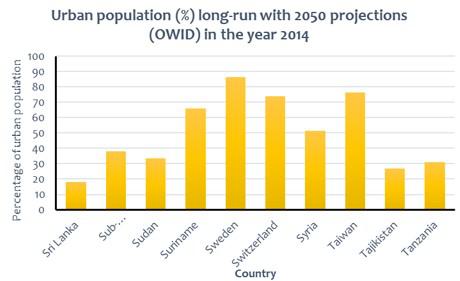 Urban population (%) long-run with 2050 projections
(OWID) in the year 2014
Percentage of urban population
100
90
80
70
60
50
40
30
20
10
0
Sri Lanka
Sub-...
Sudan
Suriname
Sweden
Switzerland
Syria
Taiwan
Tajikistan
Tanzania
Country